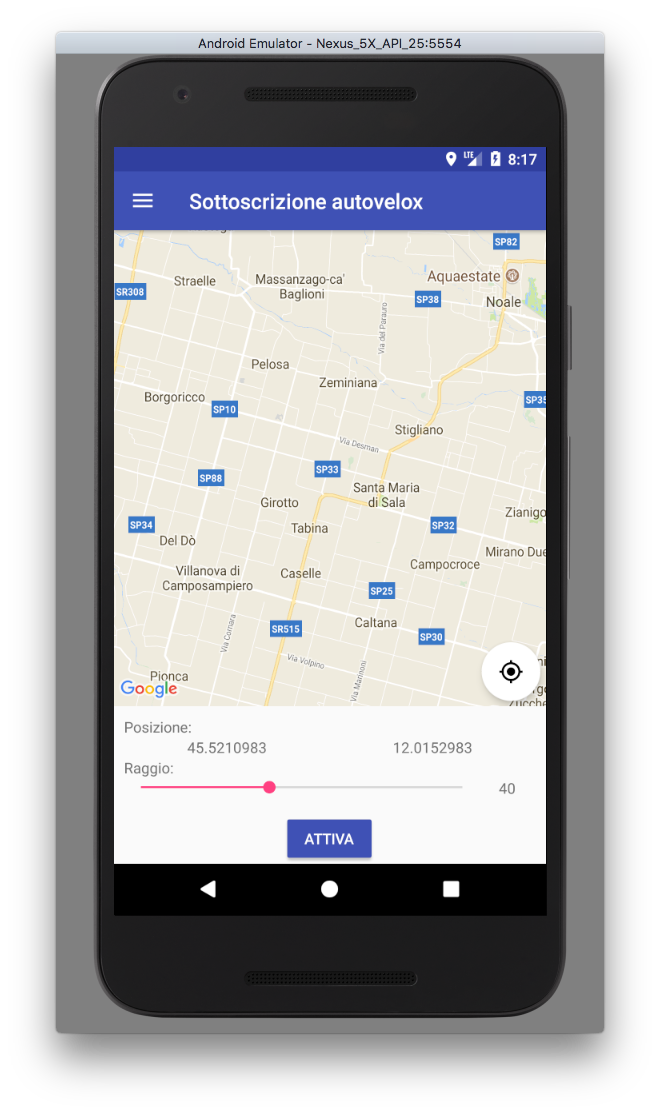 Android Emulator - Nexus_5X_API_25:5554
LTE
8:17
Sottoscrizione autovelox
SP82
Aquaestate
Straelle
Massanzago-ca'
Baglioni
SR308
SP38
Noale
Via del Parauro
Pelosa
Zeminiana
Borgoricco
SP10
SP35
Stigliano
Via Desman
SP33
SP88
Santa Maria
di Sala
Girotto
Zianigo
SP34
Tabina
SP32
Del Dò
Mirano Due
Villanova di
Camposampiero
Caselle
Campocroce
SP25
Caltana
SR515
SP30
Via Cornara
Via Volpino
Via Marinoni
Pionca
Google
Posizione:
45.5210983
12.0152983
Raggio:
40
ATTIVA